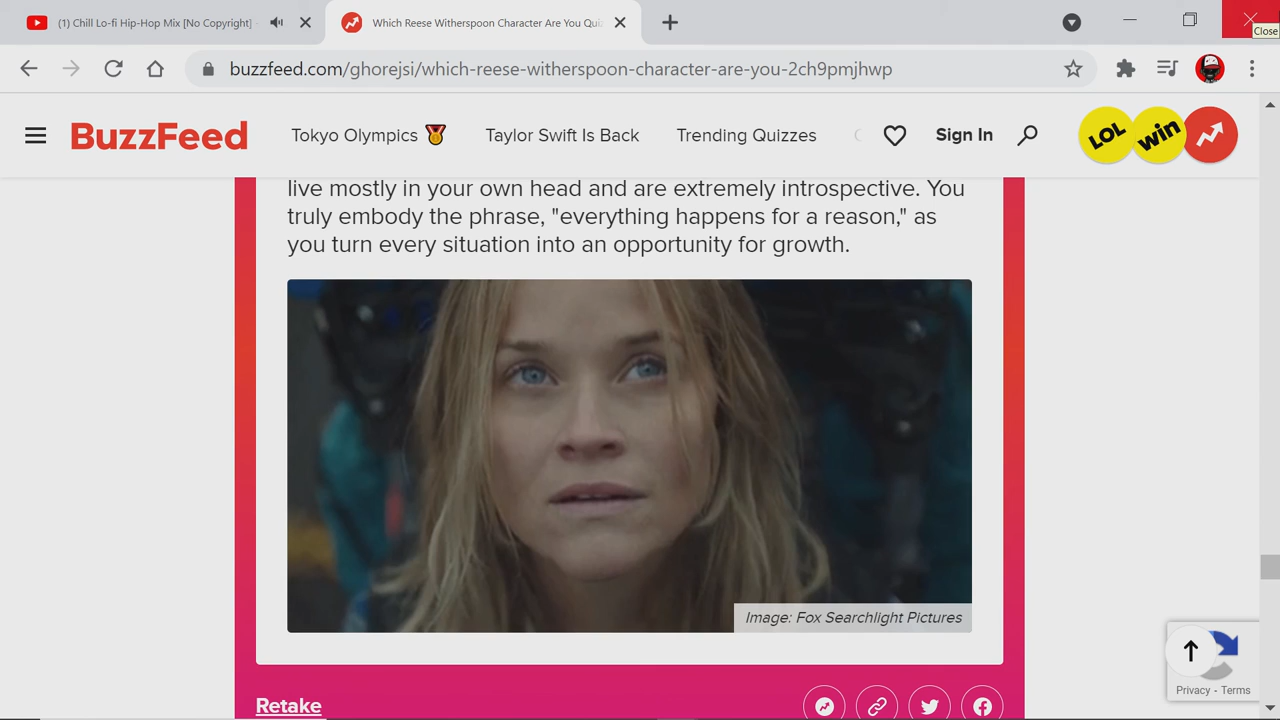 (1) Chill Lo-fi Hip-Hop Mix [No Copyright]
Which Reese Witherspoon Character Are You Qui
Close
buzzfeed.com/ghorejsi/which-reese-witherspoon-character-are-you-2ch9pmjhwp
BuzzFeed
Tokyo Olympics
Taylor Swift Is Back
Trending Quizzes
Sign In
LOL
win
live mostly in your own head and are extremely introspective. You
truly embody the phrase, "everything happens for a reason," as
you turn every situation into an opportunity for growth.
Image: Fox Searchlight Pictures
Retake
Privacy - Terms